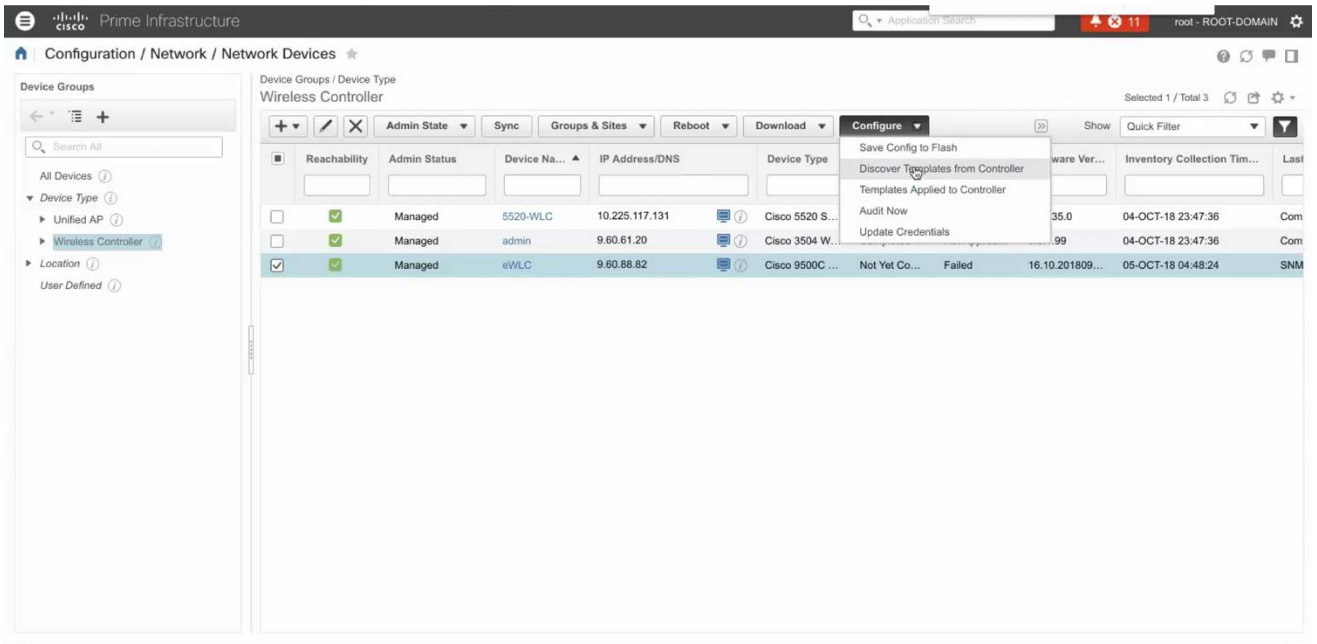 cisco Prime Infrastructure
Application Search
11
root - ROOT-DOMAIN
Configuration / Network / Network Devices
Device Groups
Device Groups / Device Type
Wireless Controller
Selected 1 / Total 3
Admin State Sync Groups & Sites Reboot Download Configure Show Quick Filter
Search All
All Devices
Device Type
Unified AP
Wireless Controller
Location
User Defined
Save Config to Flash
Discover Templates from Controller
Templates Applied to Controller
Audit Now
Update Credentials
Reachability Admin Status Device Na... IP Address/DNS Device Type ware Ver... Inventory Collection Tim... Last
Managed 5520-WLC 10.225.117.131 Cisco 5520 S... 35.0 04-OCT-18 23:47:36 Com
Managed admin 9.60.61.20 Cisco 3504 W... .99 04-OCT-18 23:47:36 Com
Managed eWLC 9.60.88.82 Cisco 9500C ... Not Yet Co... Failed 16.10.201809... 05-OCT-18 04:48:24 SNM